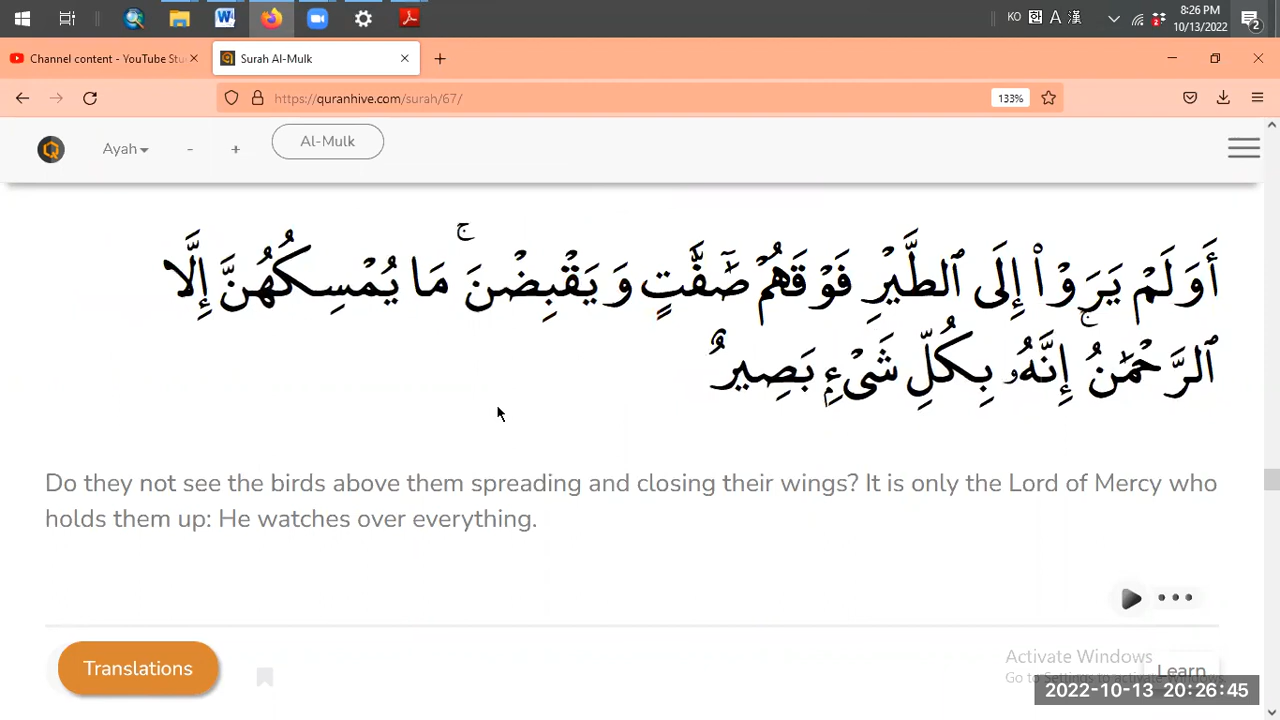 8:26 PM
KO A 漢
10/13/2022
2
Channel content - YouTube Stu
Surah Al-Mulk
https://quranhive.com/surah/67/
133%
Ayah
-
+
Al-Mulk
أَوَلَمْ يَرَوْا۟ إِلَى ٱلطَّيْرِ فَوْقَهُمْ صَٰٓفَّٰتٍ وَيَقْبِضْنَ ۚ مَا يُمْسِكُهُنَّ إِلَّا
ٱلرَّحْمَٰنُ ۚ إِنَّهُۥ بِكُلِّ شَىْءٍۭ بَصِيرٌ
Do they not see the birds above them spreading and closing their wings? It is only the Lord of Mercy who
holds them up: He watches over everything.
Translations
Activate Windows
Learn
2022-10-13 20:26:45